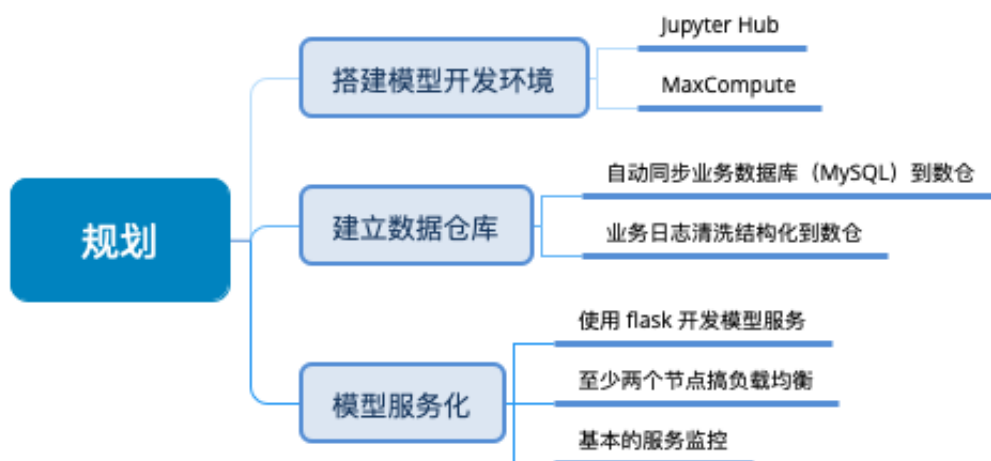 规划
搭建模型开发环境
Jupyter Hub
MaxCompute
建立数据仓库
自动同步业务数据库（MySQL）到数仓
业务日志清洗结构化到数仓
模型服务化
使用 flask 开发模型服务
至少两个节点搞负载均衡
基本的服务监控